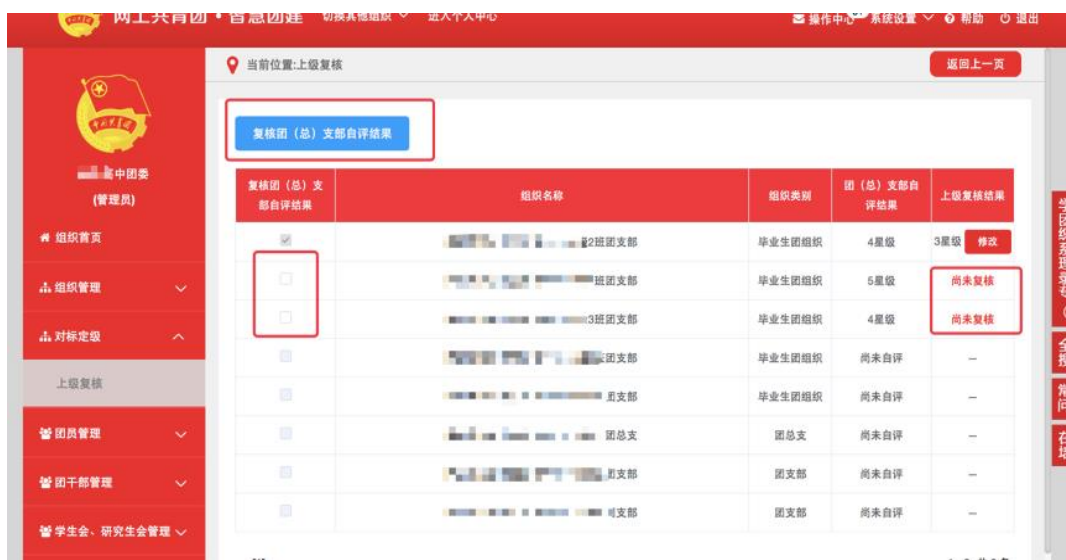 网上共青团·智慧团建 切换其他组织 进入个人中心 操作中心 系统设置 帮助 退出
当前位置:上级复核 返回上一页
复核团（总）支部自评结果
中团委
(管理员)
组织首页
组织管理
对标定级
上级复核
团员管理
团干部管理
学生会、研究生会管理
复核团（总）支部自评结果 组织名称 组织类别 团（总）支部自评结果 上级复核结果
2班团支部 毕业生团组织 4星级 3星级 修改
班团支部 毕业生团组织 5星级 尚未复核
3班团支部 毕业生团组织 4星级 尚未复核
团支部 毕业生团组织 尚未自评 --
支部 毕业生团组织 尚未自评 --
团总支 团总支 尚未自评 --
支部 团支部 尚未自评 --
支部 团支部 尚未自评 --